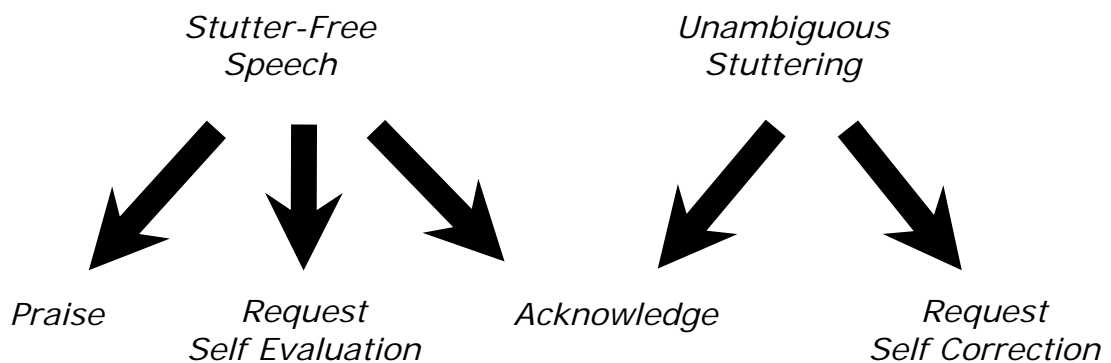 Stutter-Free
Speech
Unambiguous
Stuttering
Praise
Request
Self Evaluation
Acknowledge
Request
Self Correction